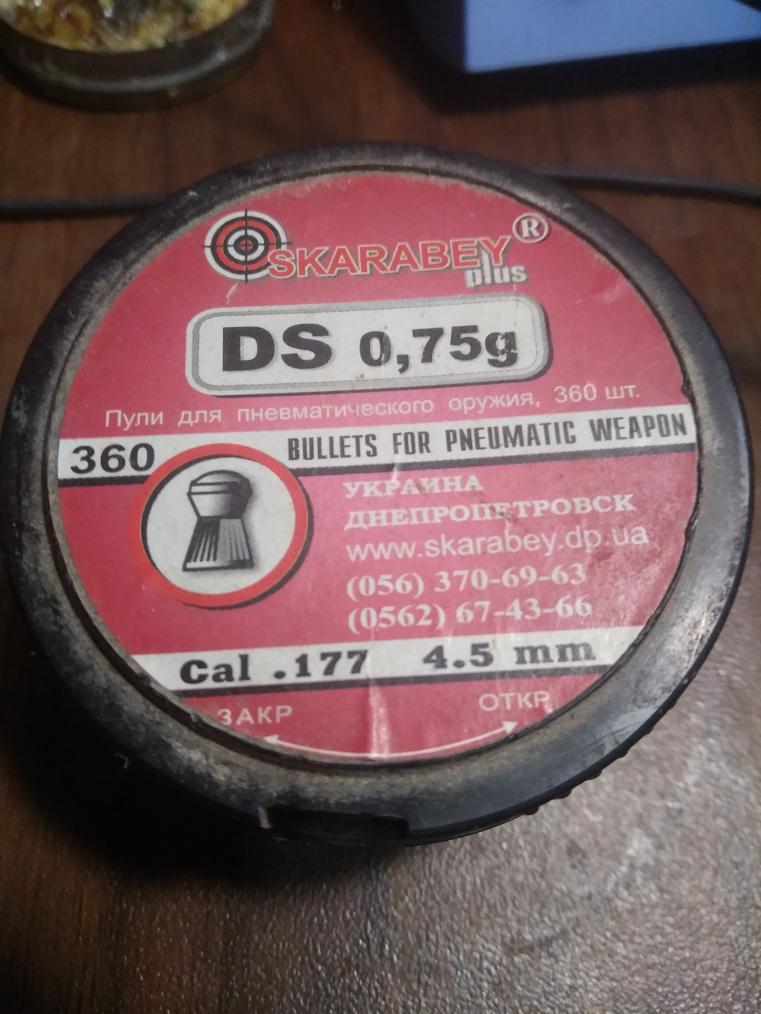 SKARABEY®
plus
DS 0,75g
Пули для пневматического оружия, 360 шт.
360
BULLETS FOR PNEUMATIC WEAPON
УКРАИНА
ДНЕПРОПЕТРОВСК
www.skarabey.dp.ua
(056) 370-69-63
(0562) 67-43-66
Cal .177 4.5 mm
ЗАКР ОТКР